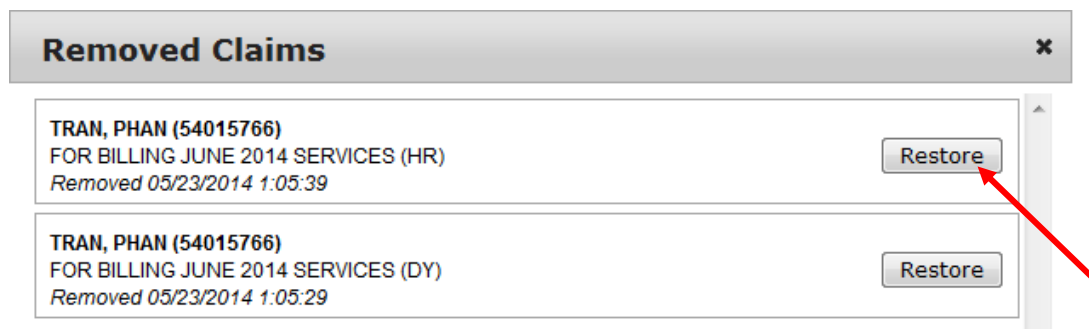 Removed Claims
TRAN, PHAN (54015766)
FOR BILLING JUNE 2014 SERVICES (HR)
Removed 05/23/2014 1:05:39
Restore
TRAN, PHAN (54015766)
FOR BILLING JUNE 2014 SERVICES (DY)
Removed 05/23/2014 1:05:29
Restore